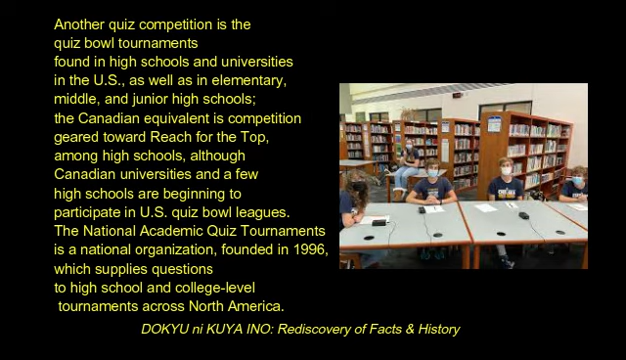 Another quiz competition is the
quiz bowl tournaments
found in high schools and universities
in the U.S., as well as in elementary,
middle, and junior high schools;
the Canadian equivalent is competition
geared toward Reach for the Top,
among high schools, although
Canadian universities and a few
high schools are beginning to
participate in U.S. quiz bowl leagues.
The National Academic Quiz Tournaments
is a national organization, founded in 1996,
which supplies questions
to high school and college-level
tournaments across North America.
DOKYU ni KUYA INO: Rediscovery of Facts & History